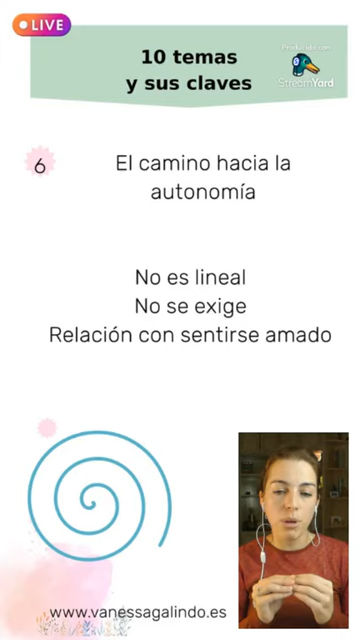 LIVE
10 temas
y sus claves
Producido con
StreamYard
6
El camino hacia la
autonomía
No es lineal
No se exige
Relación con sentirse amado
www.vanessagalindo.es